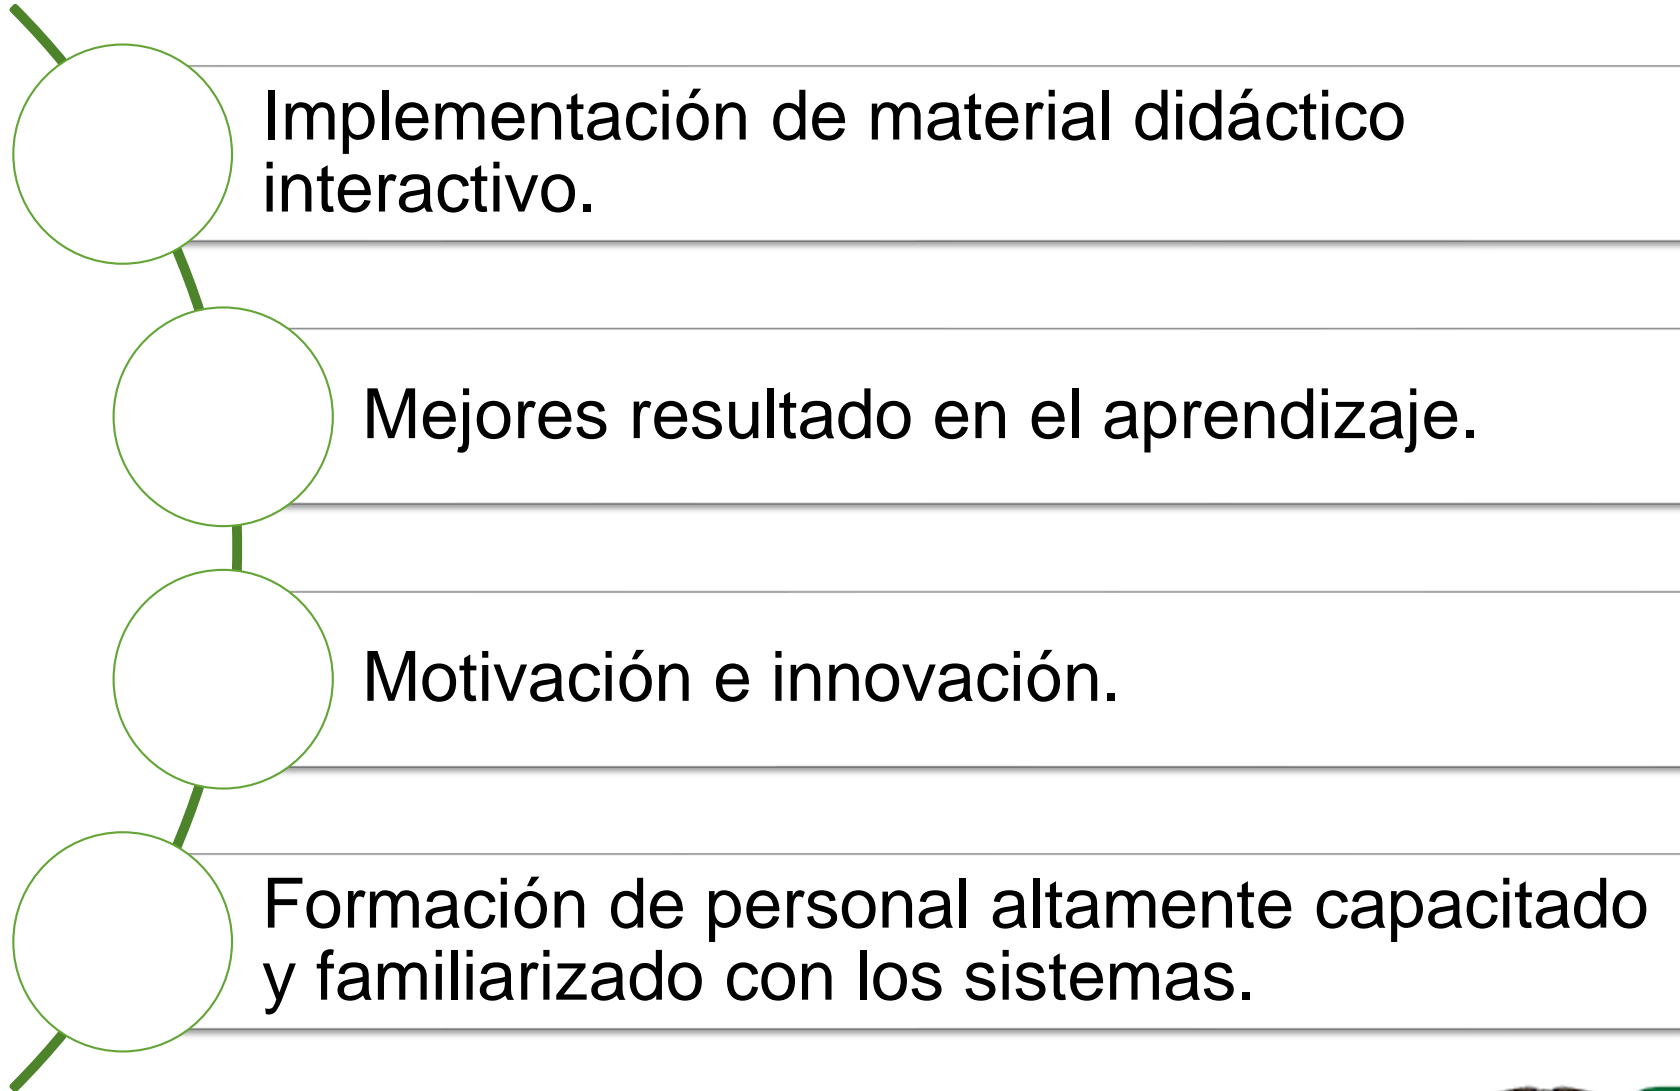 Implementación de material didáctico
interactivo.
Mejores resultado en el aprendizaje.
Motivación e innovación.
Formación de personal altamente capacitado
y familiarizado con los sistemas.